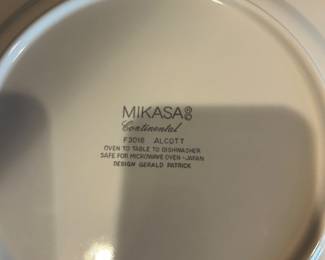 MIKASA
Continental
F3016 ALCOTT
OVEN TO TABLE TO DISHWASHER
SAFE FOR MICROWAVE OVEN-JAPAN
DESIGN GERALD PATRICK